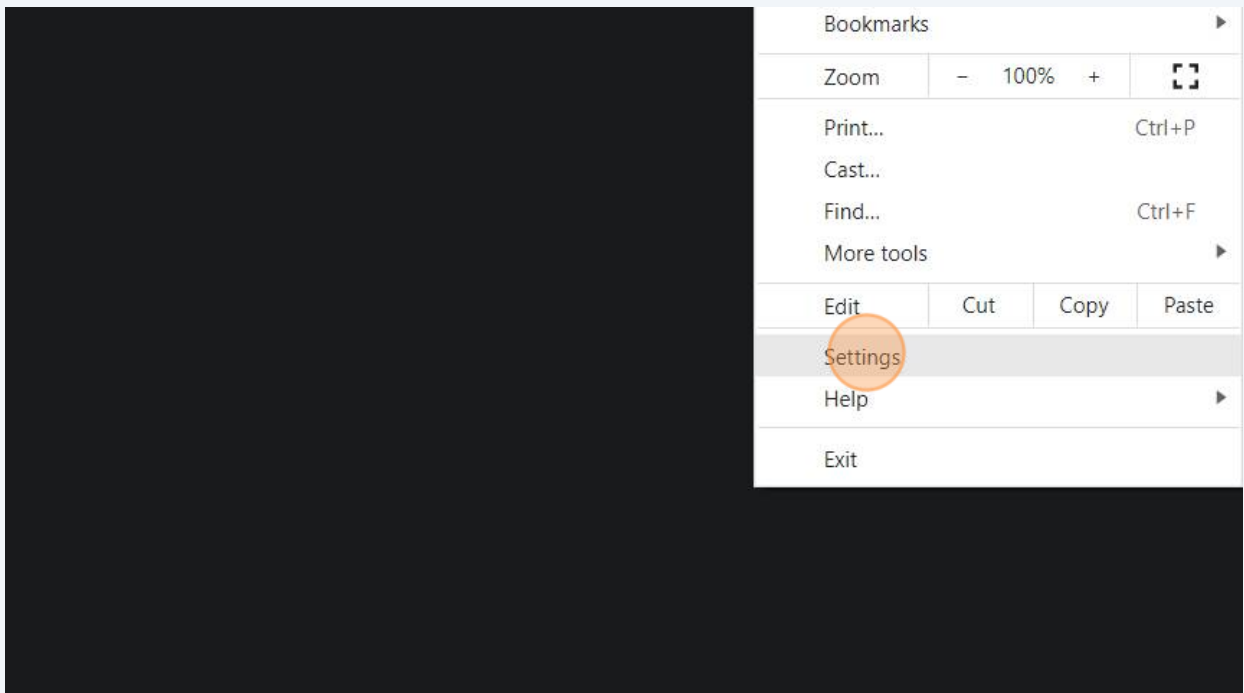 Bookmarks
Zoom - 100% +
Print... Ctrl+P
Cast...
Find... Ctrl+F
More tools
Edit Cut Copy Paste
Settings
Help
Exit